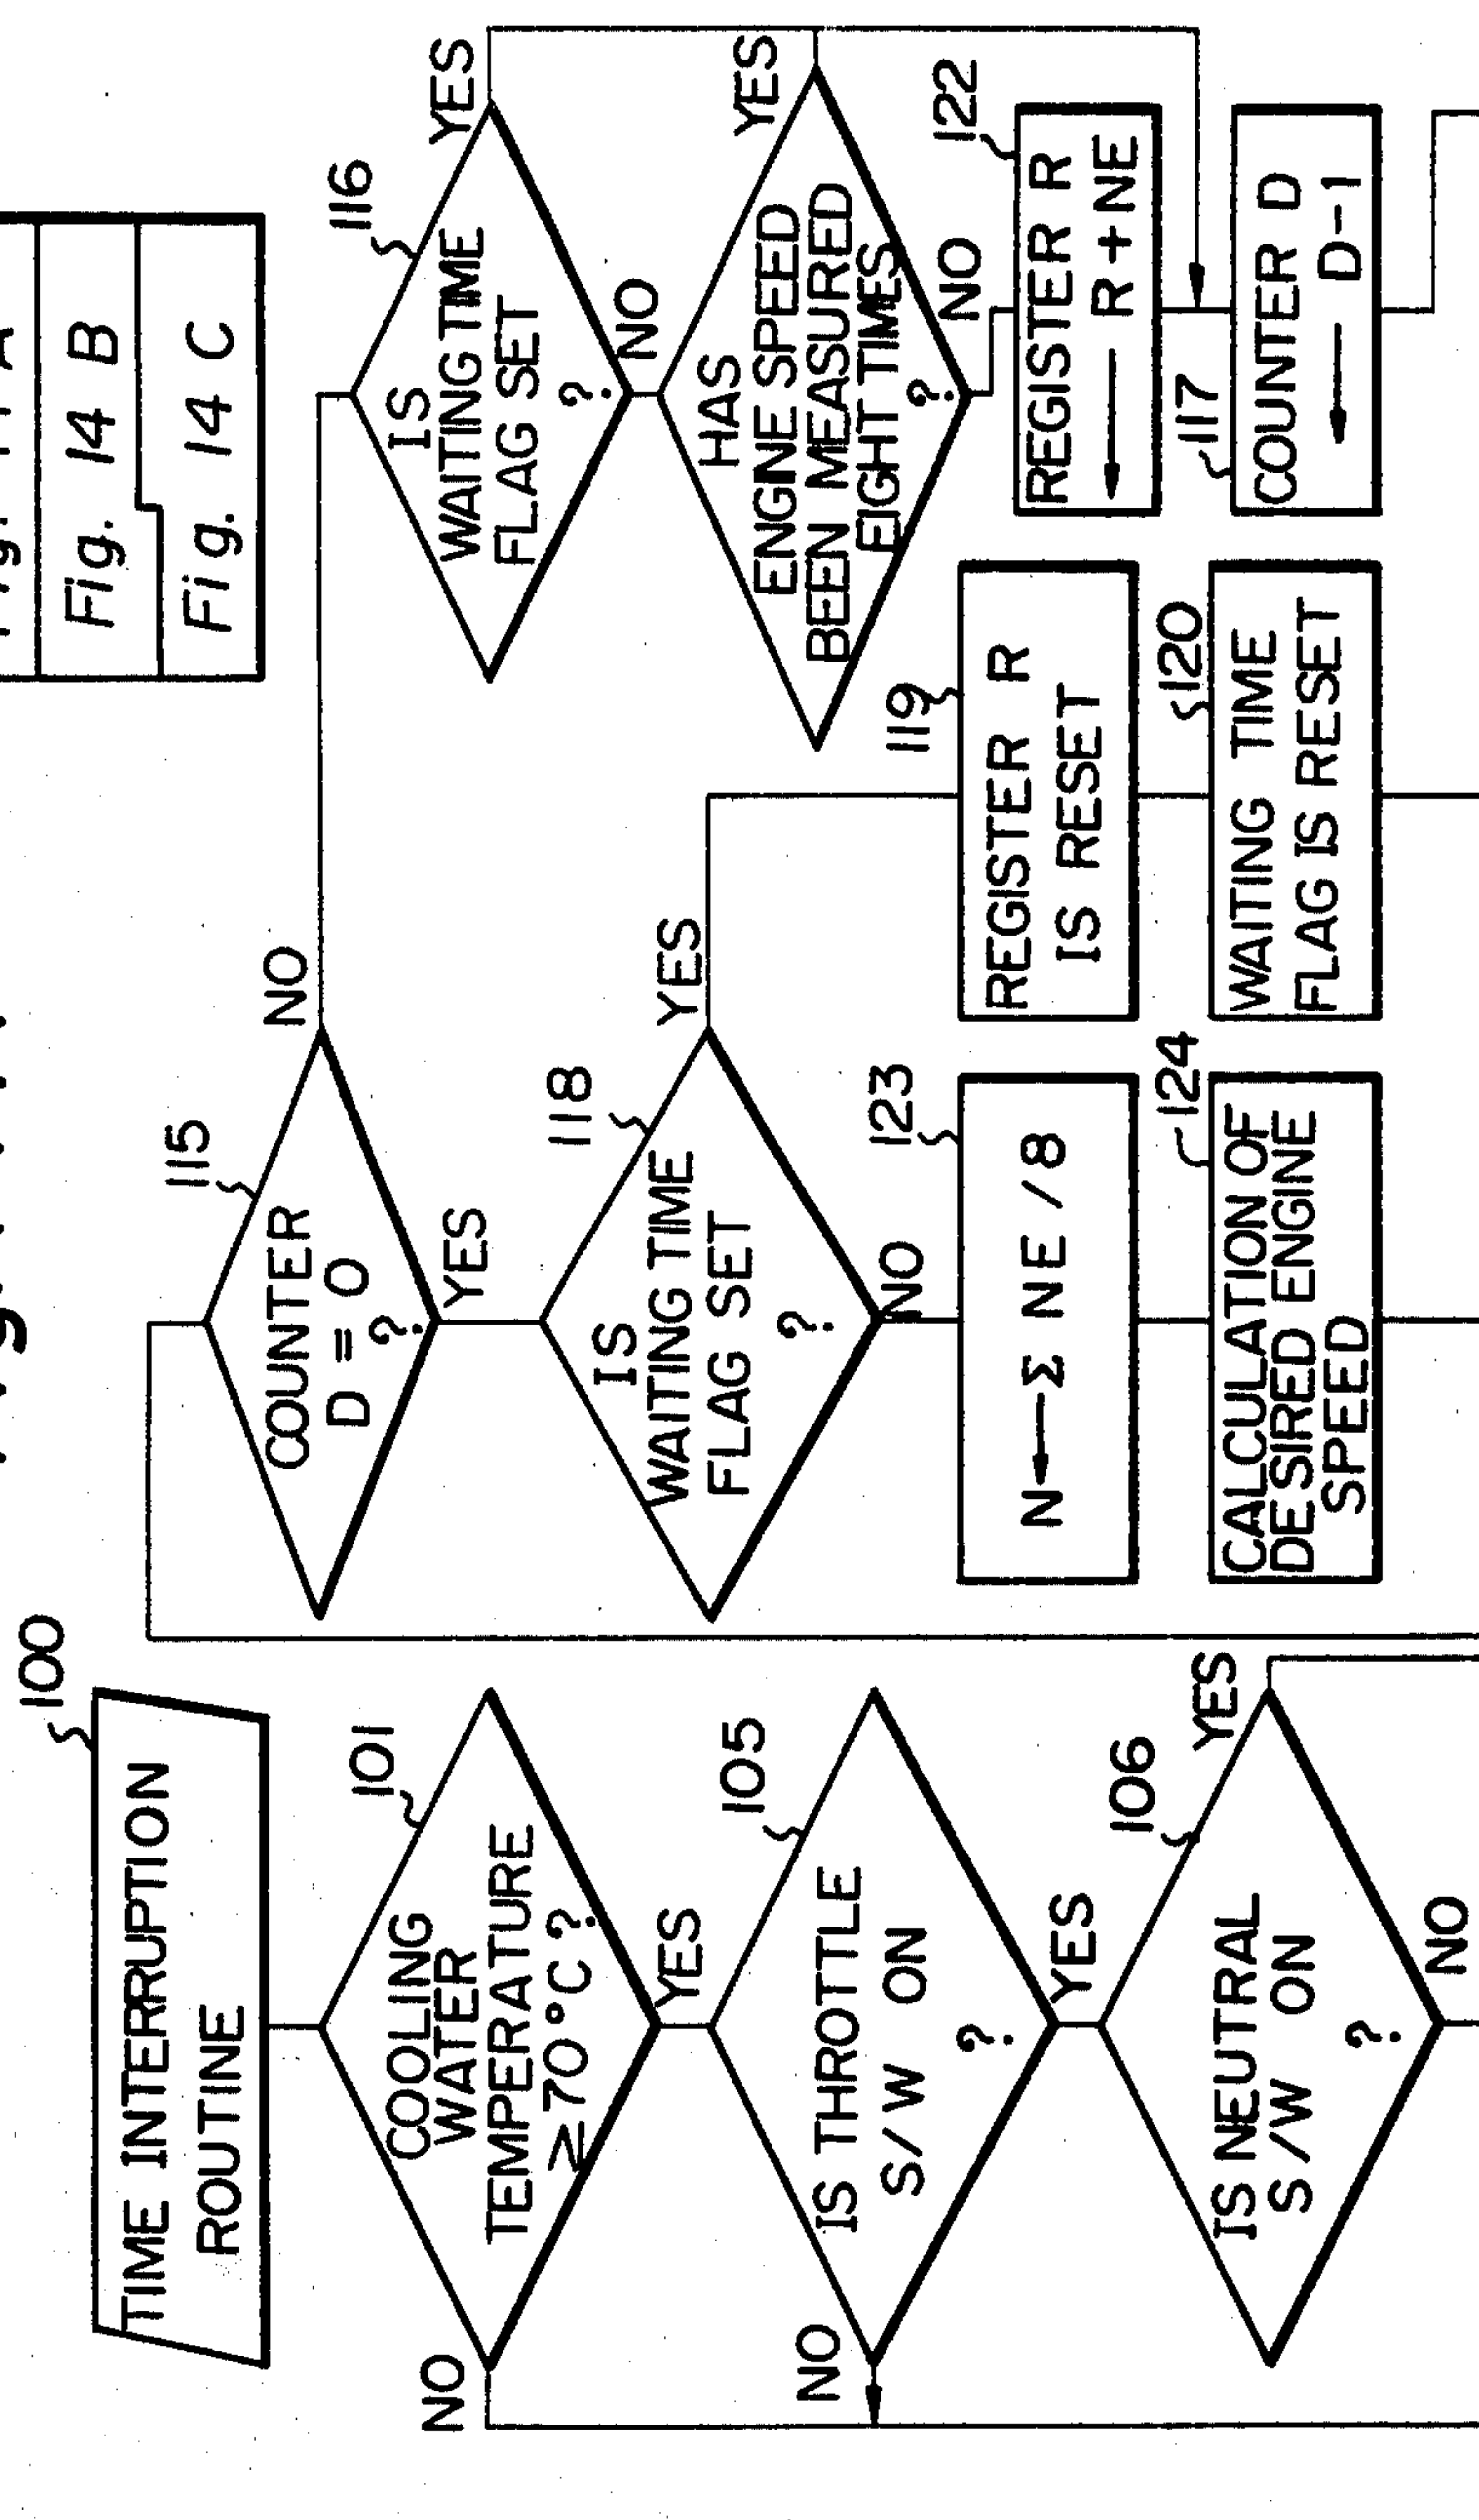 Fig. 14 B
Fig. 14 C
100
TIME INTERRUPTION
ROUTINE
101
COOLING
WATER
TEMPERATURE
≥70°C?
NO
YES
105
IS THROTTLE
S/W ON
?
NO
YES
106
IS NEUTRAL
S/W ON
?
YES
NO
115
COUNTER
D=0
?
NO
YES
118
IS
WAITING TIME
FLAG SET
?
YES
NO
123
N ← Σ NE/8
124
CALCULATION OF
DESIRED ENGINE
SPEED
119
REGISTER R
IS RESET
120
WAITING TIME
FLAG IS RESET
116
IS
WAITING TIME
FLAG SET
?
YES
NO
HAS
ENGNE SPEED
BEEN MEASURED
EIGHT TIMES
?
YES
NO
122
REGISTER R
← R+NE
117
COUNTER D
← D-1